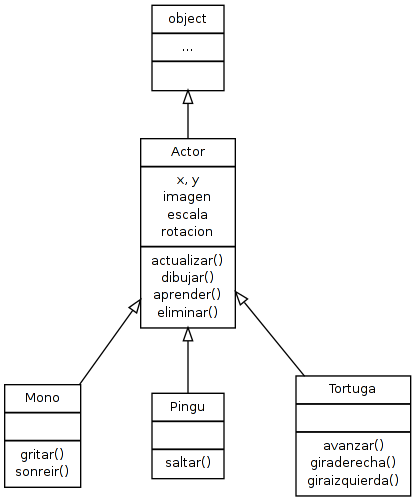 object
...
Actor
x, y
imagen
escala
rotacion
actualizar()
dibujar()
aprender()
eliminar()
Mono
gritar()
sonreir()
Pingu
saltar()
Tortuga
avanzar()
giraderecha()
giraizquierda()